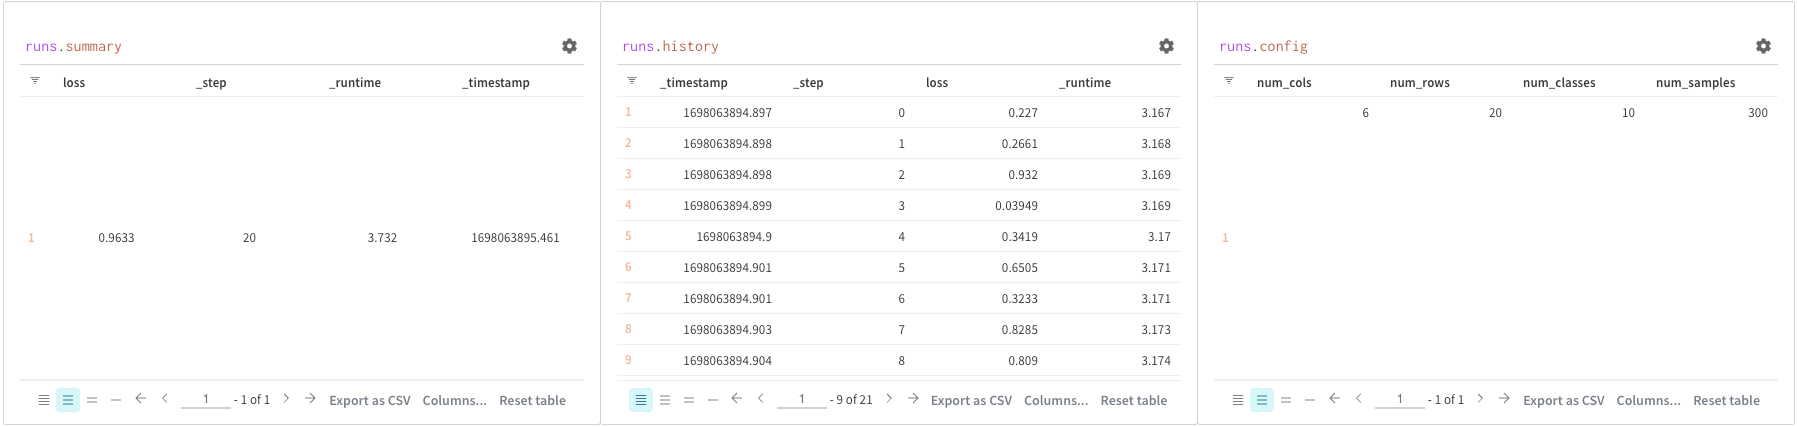 runs.summary
loss _step _runtime _timestamp
1 0.9633 20 3.732 1698063895.461
1 - 1 of 1 Export as CSV Columns... Reset table
runs.history
_timestamp _step loss _runtime
1 1698063894.897 0 0.227 3.167
2 1698063894.898 1 0.2661 3.168
3 1698063894.898 2 0.932 3.169
4 1698063894.899 3 0.03949 3.169
5 1698063894.9 4 0.3419 3.17
6 1698063894.901 5 0.6505 3.171
7 1698063894.901 6 0.3233 3.171
8 1698063894.903 7 0.8285 3.173
9 1698063894.904 8 0.809 3.174
1 - 9 of 21 Export as CSV Columns... Reset table
runs.config
num_cols num_rows num_classes num_samples
6 20 10 300
1
1 - 1 of 1 Export as CSV Columns... Reset table